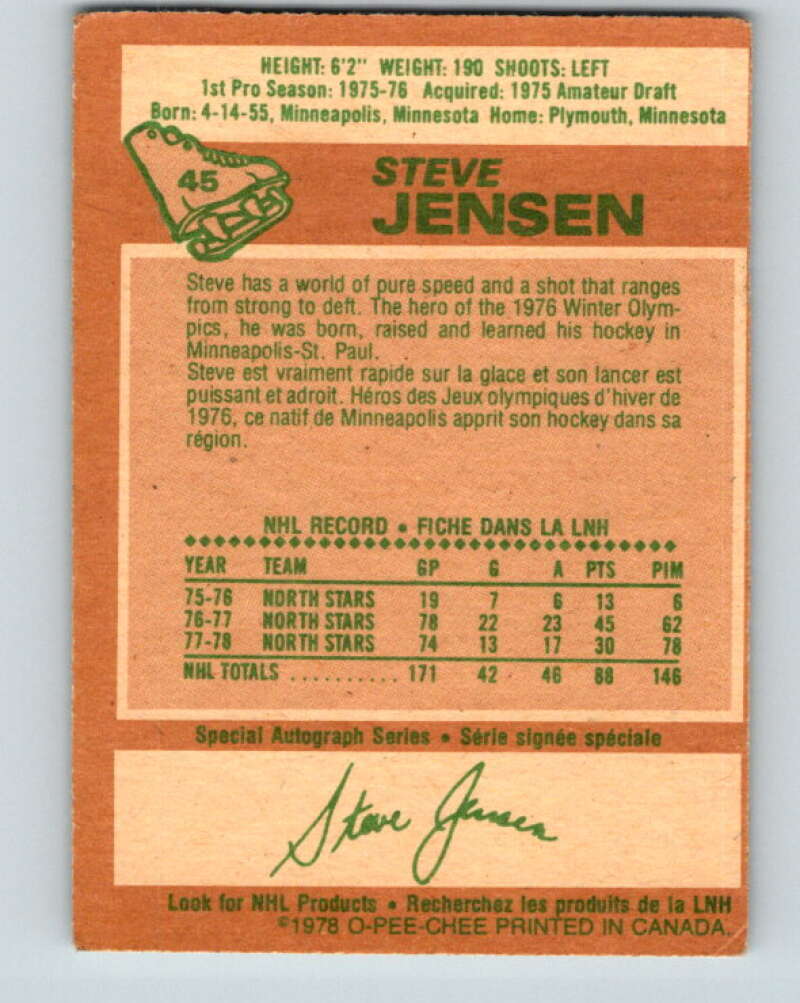 HEIGHT: 6'2" WEIGHT: 190 SHOOTS: LEFT
1st Pro Season: 1975-76 Acquired: 1975 Amateur Draft
Born: 4-14-55, Minneapolis, Minnesota Home: Plymouth, Minnesota
45
STEVE
JENSEN
Steve has a world of pure speed and a shot that ranges
from strong to deft. The hero of the 1976 Winter Olym-
pics, he was born, raised and learned his hockey in
Minneapolis-St. Paul.
Steve est vraiment rapide sur la glace et son lancer est
puissant et adroit. Héros des Jeux olympiques d'hiver de
1976, ce natif de Minneapolis apprit son hockey dans sa
région.
NHL RECORD • FICHE DANS LA LNH
YEAR TEAM GP G A PTS PIM
75-76 NORTH STARS 19 7 6 13 6
76-77 NORTH STARS 78 22 23 45 62
77-78 NORTH STARS 74 13 17 30 78
NHL TOTALS .......... 171 42 46 88 146
Special Autograph Series • Série signée spéciale
Steve Jensen
Look for NHL Products • Recherchez les produits de la LNH
©1978 O-PEE-CHEE PRINTED IN CANADA.